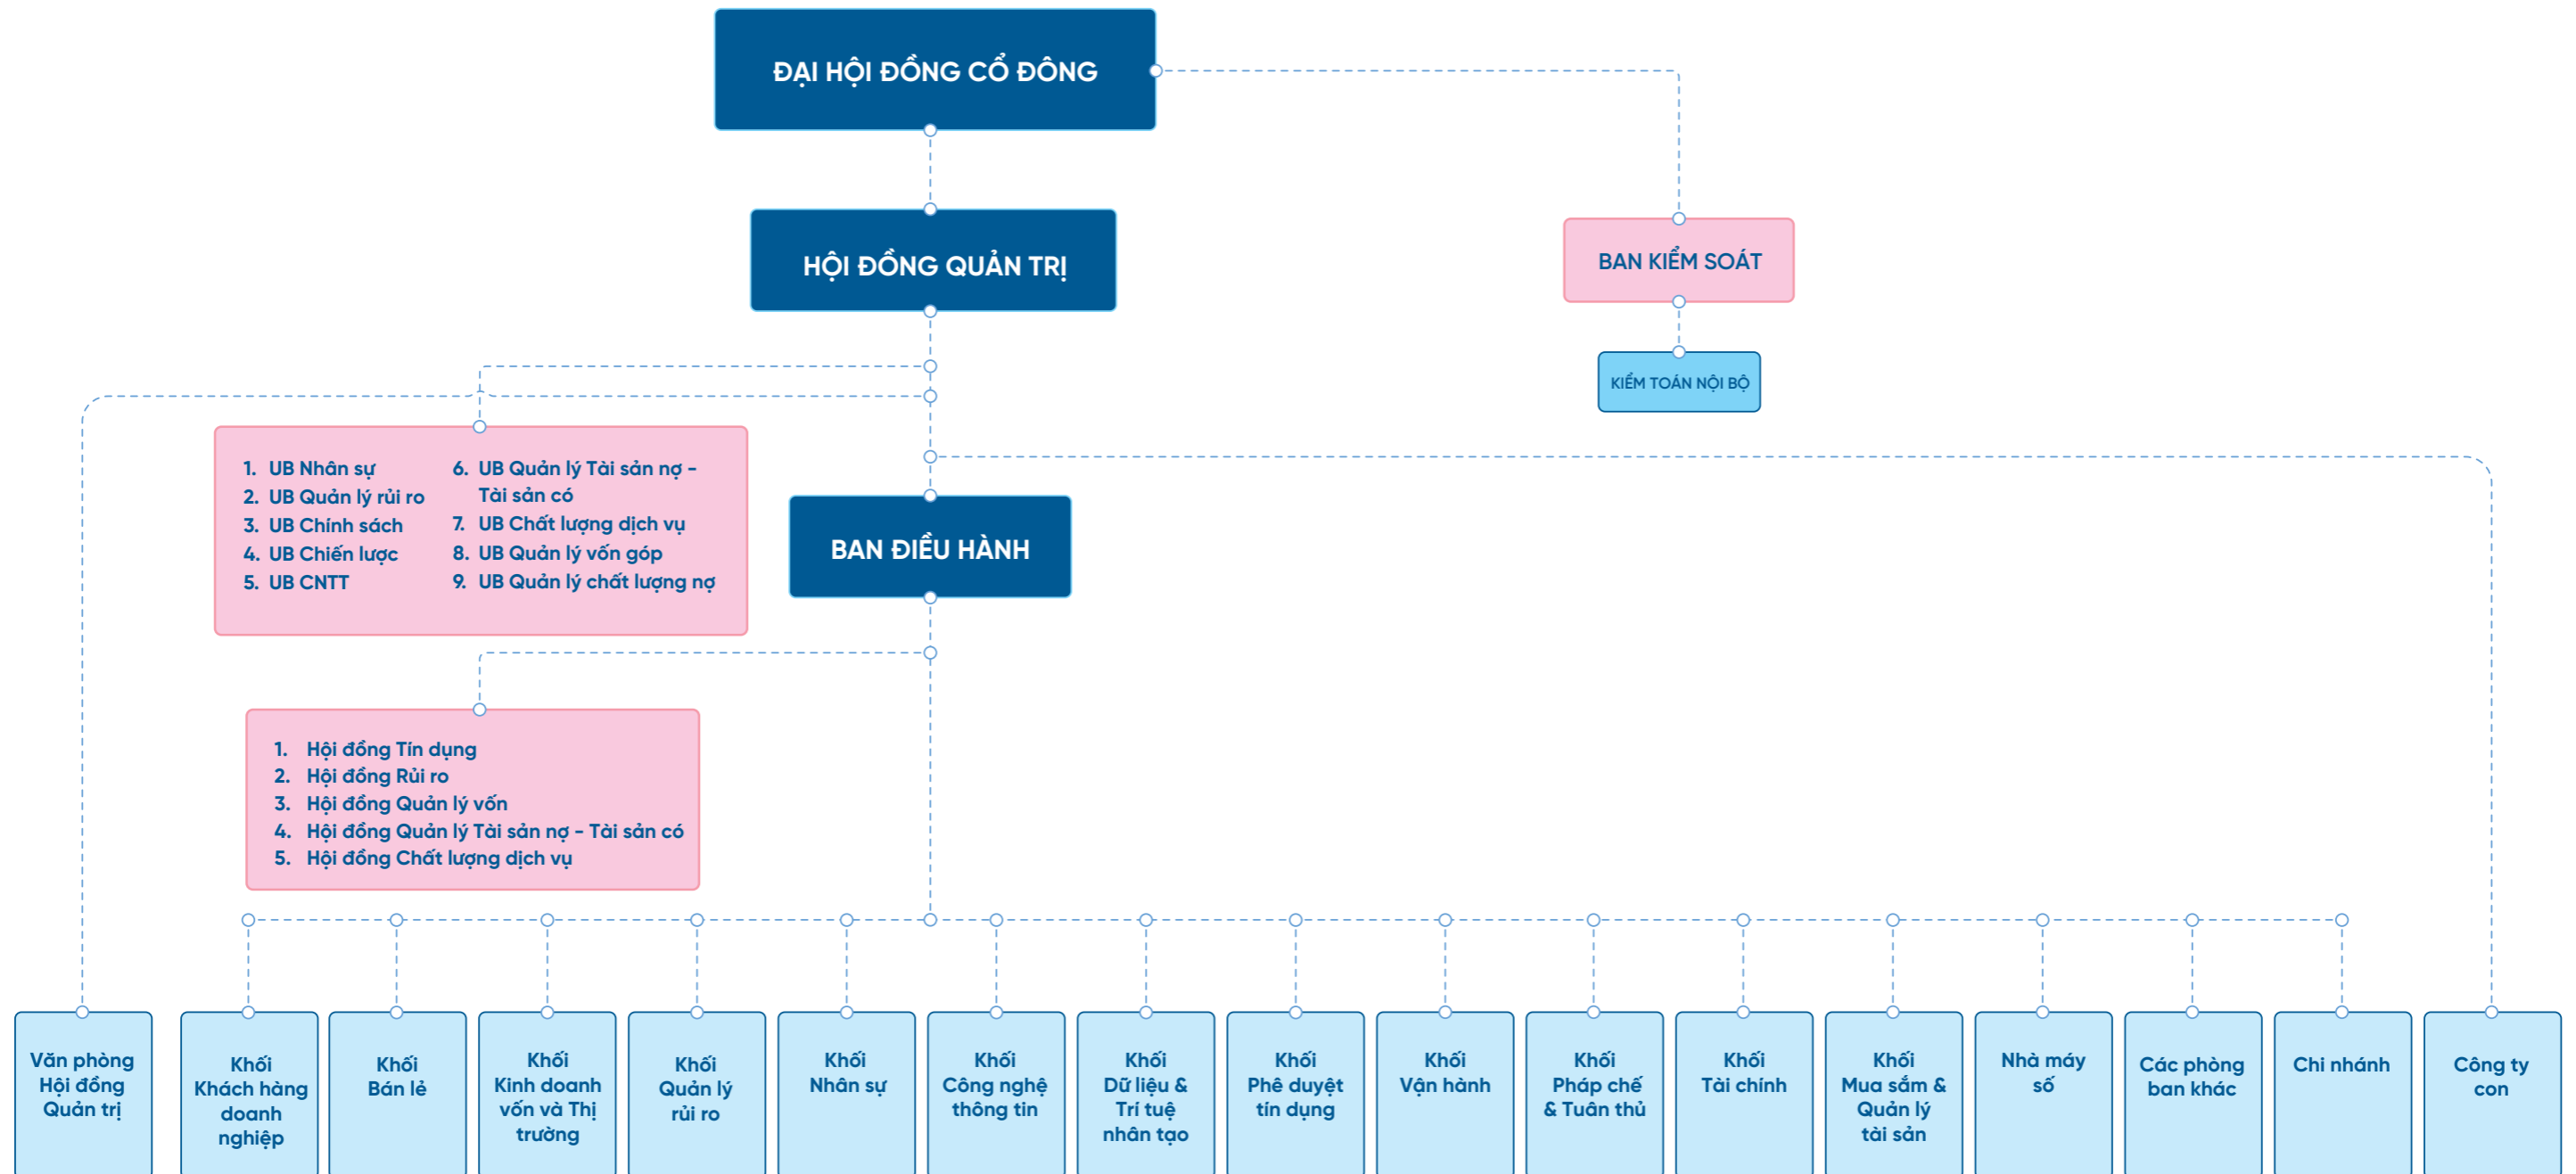 ĐẠI HỘI ĐỒNG CỔ ĐÔNG
HỘI ĐỒNG QUẢN TRỊ
BAN KIỂM SOÁT
KIỂM TOÁN NỘI BỘ
1. UB Nhân sự
2. UB Quản lý rủi ro
3. UB Chính sách
4. UB Chiến lược
5. UB CNTT
6. UB Quản lý Tài sản nợ -
Tài sản có
7. UB Chất lượng dịch vụ
8. UB Quản lý vốn góp
9. UB Quản lý chất lượng nợ
BAN ĐIỀU HÀNH
1. Hội đồng Tín dụng
2. Hội đồng Rủi ro
3. Hội đồng Quản lý vốn
4. Hội đồng Quản lý Tài sản nợ - Tài sản có
5. Hội đồng Chất lượng dịch vụ
Văn phòng
Hội đồng
Quản trị
Khối
Khách hàng
doanh
nghiệp
Khối
Bán lẻ
Khối
Kinh doanh
vốn và Thị
trường
Khối
Quản lý
rủi ro
Khối
Nhân sự
Khối
Công nghệ
thông tin
Khối
Dữ liệu &
Trí tuệ
nhân tạo
Khối
Phê duyệt
tín dụng
Khối
Vận hành
Khối
Pháp chế
& Tuân thủ
Khối
Tài chính
Khối
Mua sắm &
Quản lý
tài sản
Nhà máy
số
Các phòng
ban khác
Chi nhánh
Công ty
con